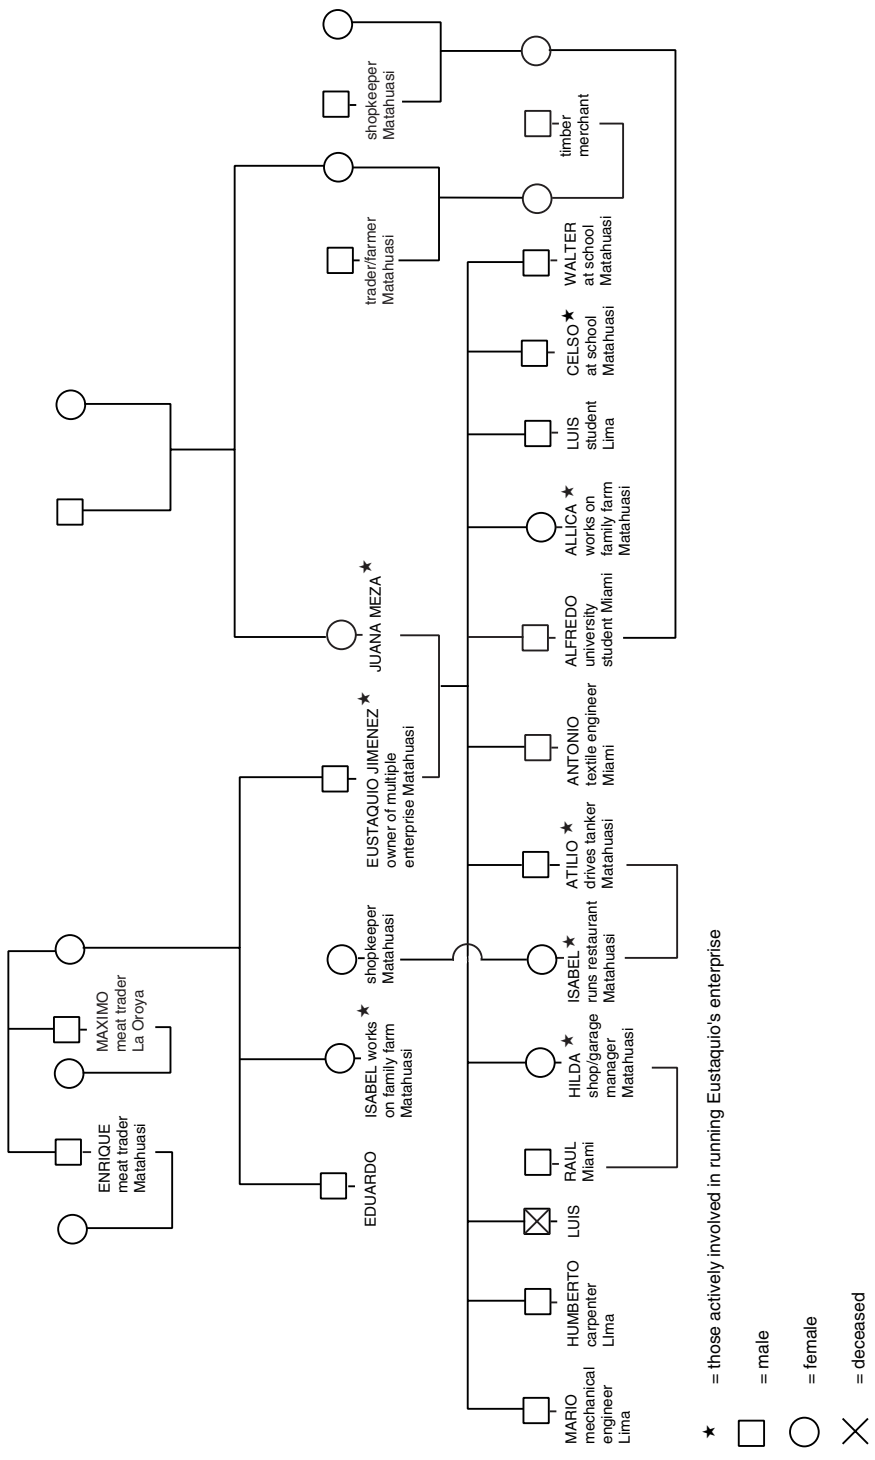 ENRIQUE
meat trader
Matahuasi
MAXIMO
meat trader
La Oroya
EDUARDO
ISABEL works ★
on family farm
Matahuasi
shopkeeper
Matahuasi
EUSTAQUIO JIMENEZ ★
owner of multiple
enterprise Matahuasi
JUANA MEZA ★
trader/farmer
Matahuasi
shopkeeper
Matahuasi
MARIO
mechanical
engineer
Lima
HUMBERTO
carpenter
LIma
LUIS
RAUL
Miami
HILDA ★
shop/garage
manager
Matahuasi
ISABEL ★
runs restaurant
Matahuasi
ATILIO ★
drives tanker
Matahuasi
ANTONIO
textile engineer
Miami
ALFREDO
university
student Miami
ALLICA ★
works on
family farm
Matahuasi
LUIS
student
Lima
CELSO ★
at school
Matahuasi
WALTER
at school
Matahuasi
timber
merchant
★ = those actively involved in running Eustaquio's enterprise
= male
= female
= deceased